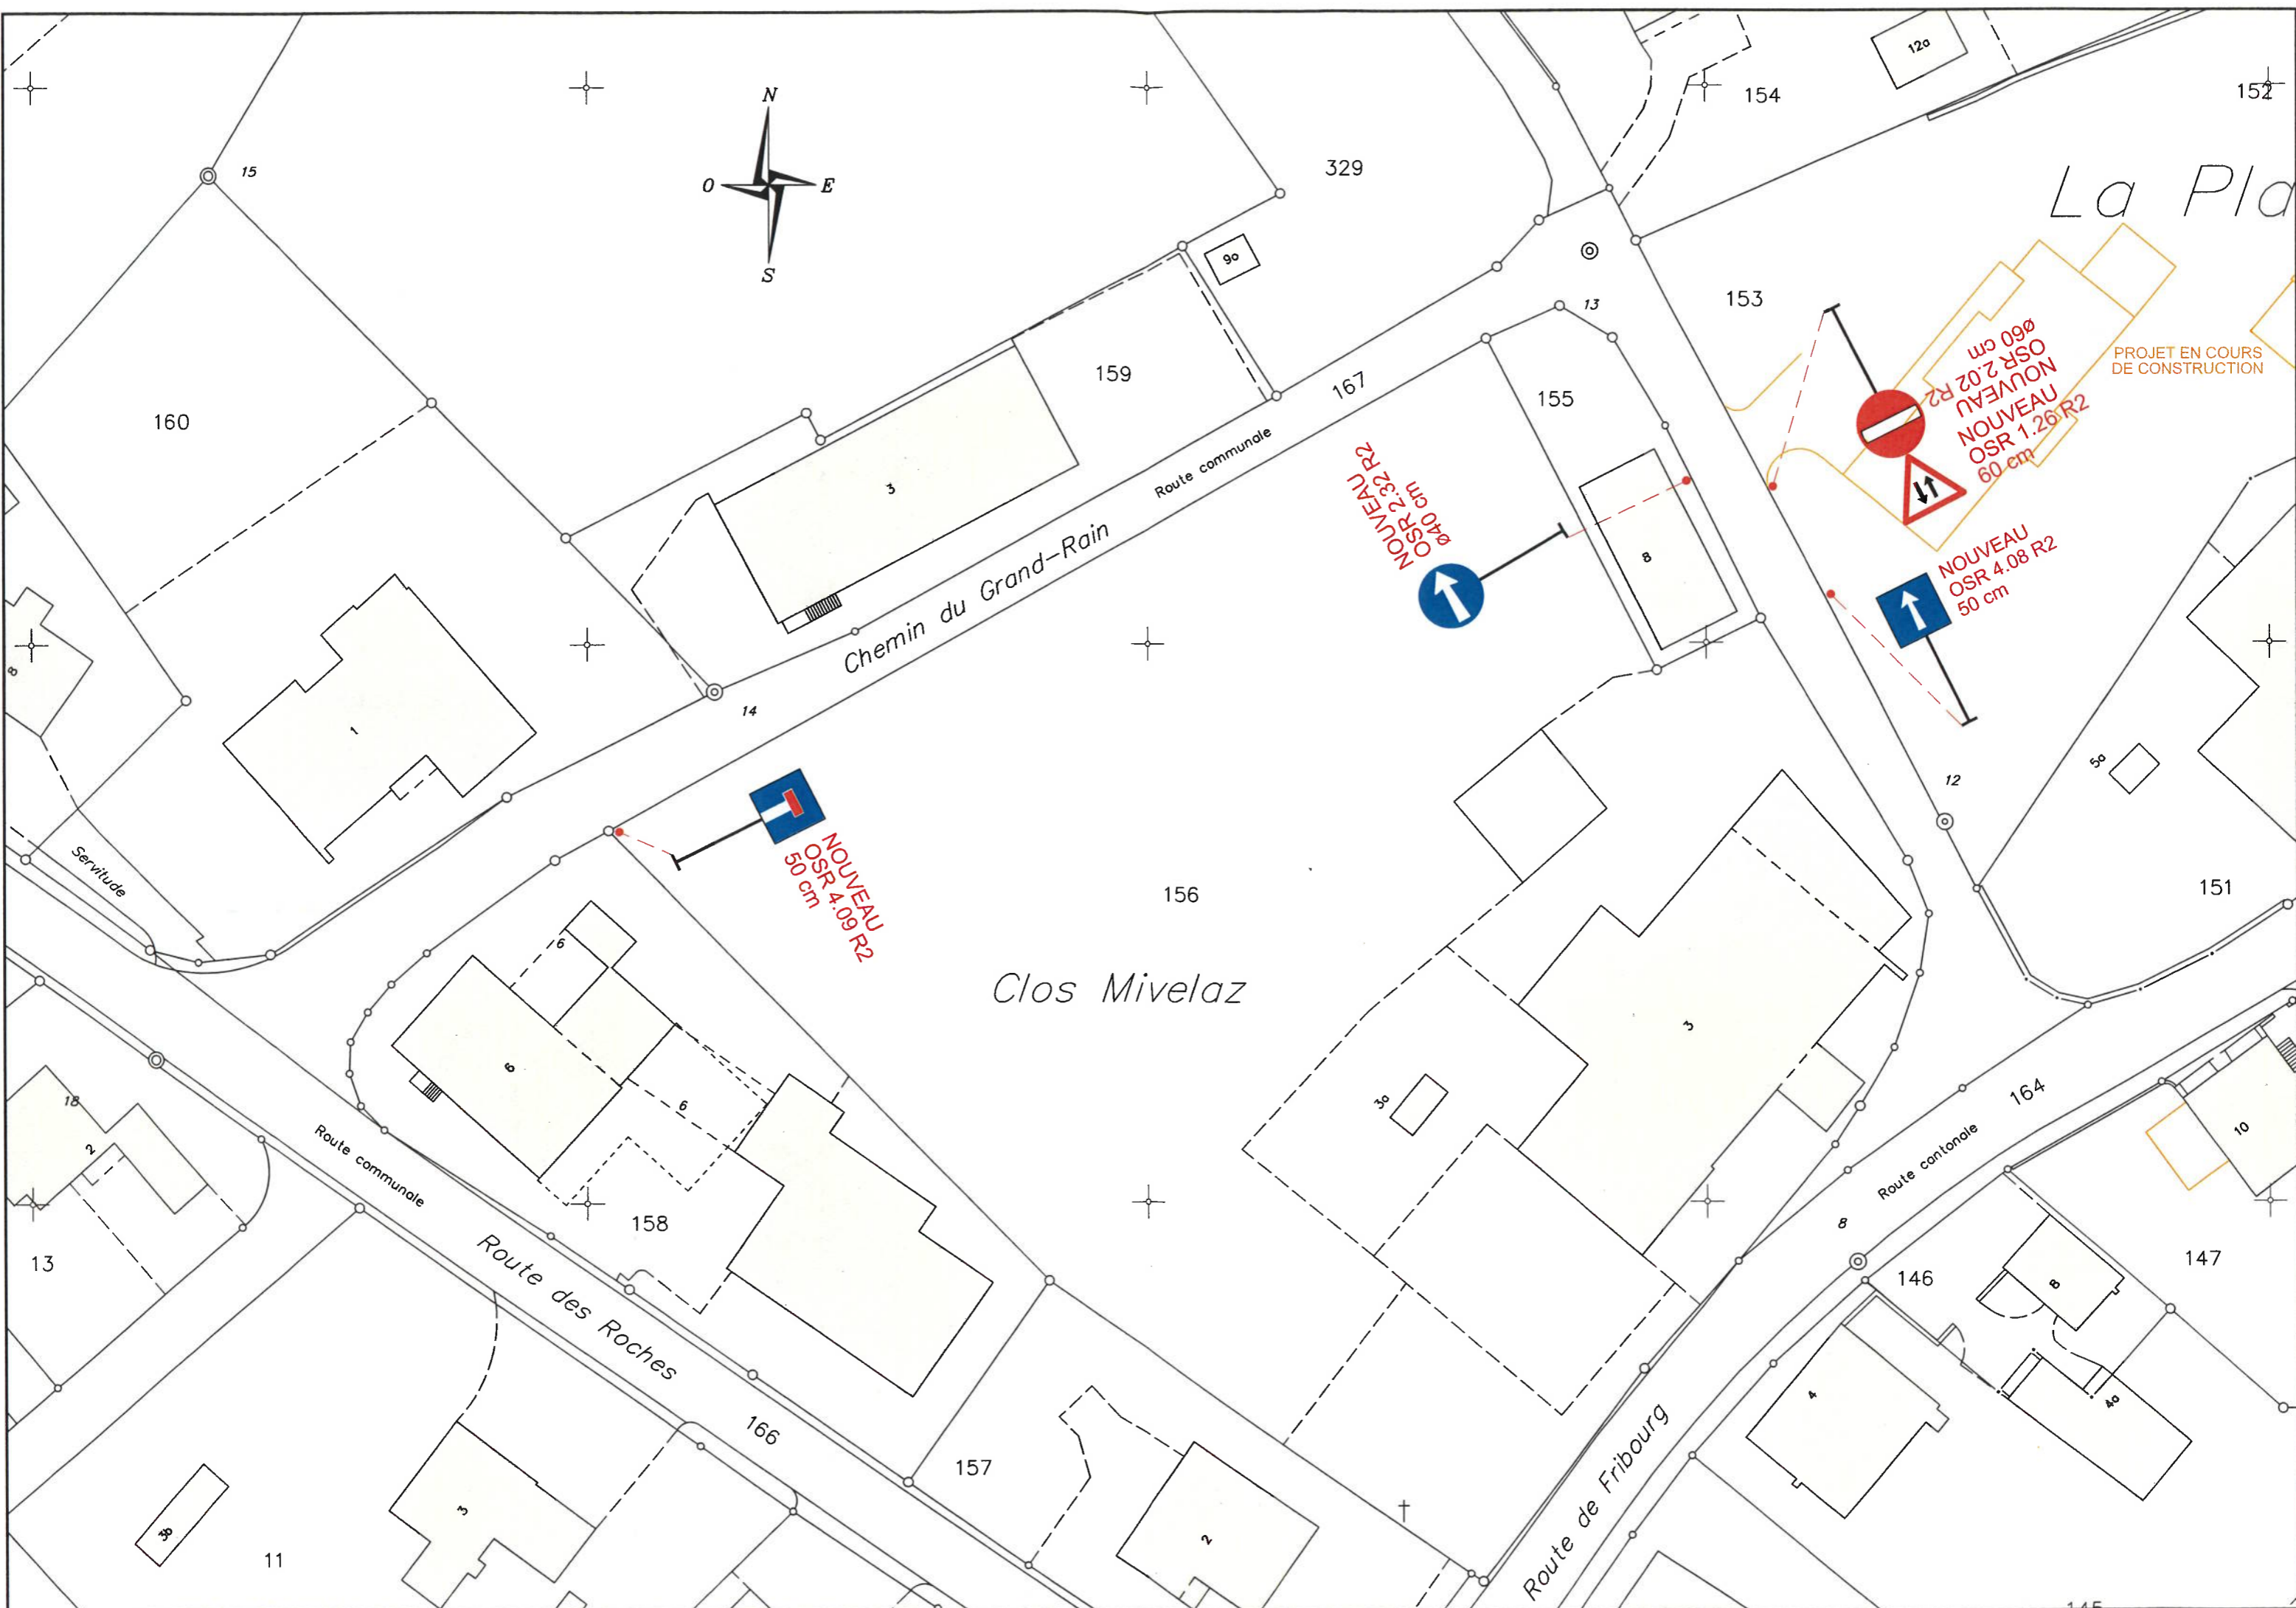 12a
154
152
N
O
E
S
15
329
La Pla
9a
153
13
PROJET EN COURS
DE CONSTRUCTION
Ø60 cm
OSR 2.02 R2
NOUVEAU
NOUVEAU
OSR 1.26 R2
60 cm
160
159
167
155
Route communale
3
NOUVEAU
OSR 2.32 R2
ø40 cm
8
NOUVEAU
OSR 4.08 R2
50 cm
Chemin du Grand-Rain
8
1
14
12
5a
NOUVEAU
OSR 4.09 R2
50 cm
Servitude
156
151
6
Clos Mivelaz
3
6
6
3a
164
18
2
10
Route communale
Route cantonale
158
8
13
146
147
8
Route des Roches
4
4a
166
157
Route de Fribourg
3
2
3b
11